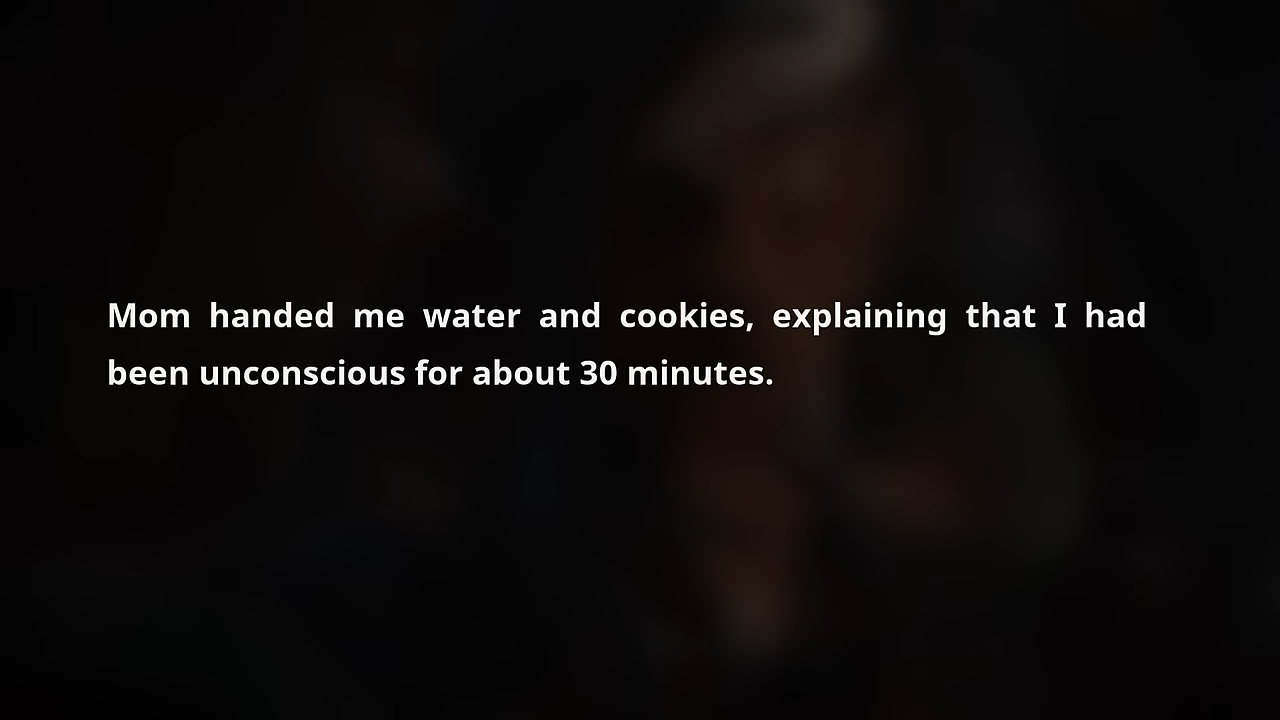 Mom handed me water and cookies, explaining that I had
been unconscious for about 30 minutes.